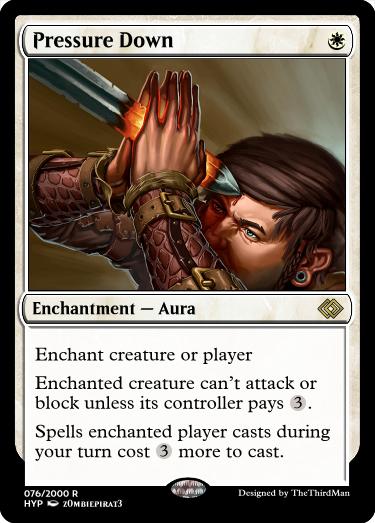 Pressure Down
Enchantment — Aura
Enchant creature or player
Enchanted creature can't attack or
block unless its controller pays 3.
Spells enchanted player casts during
your turn cost 3 more to cast.
076/2000 R
HYP z0MBIEPIRAT3
Designed by TheThirdMan